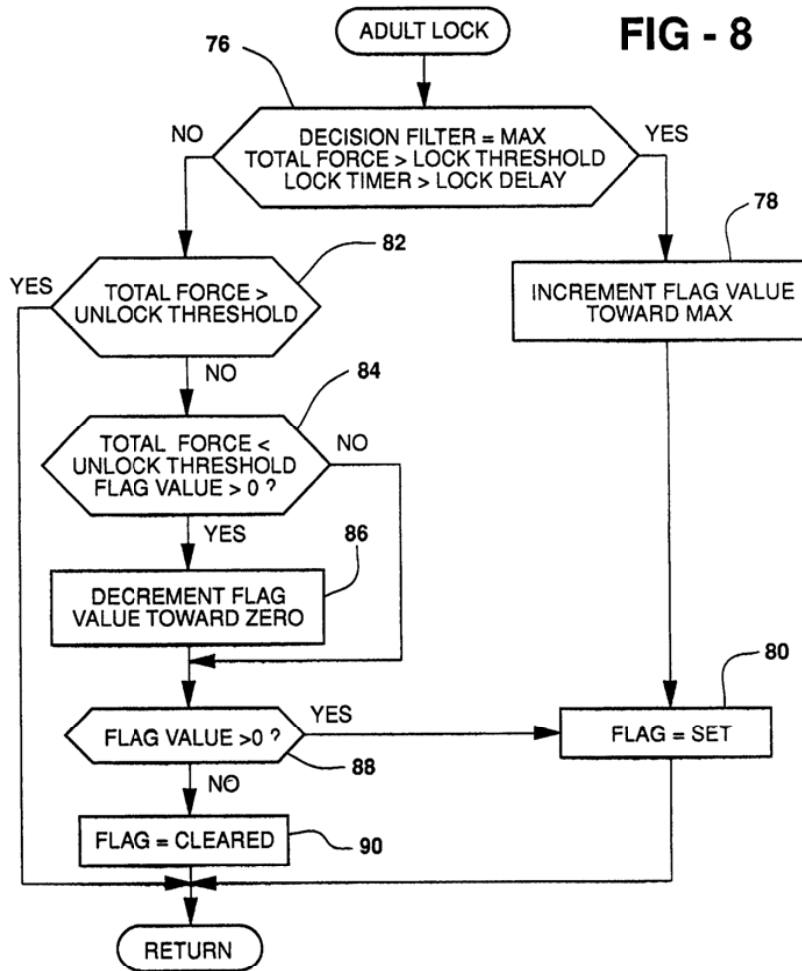 ADULT LOCK
FIG - 8
76
NO
DECISION FILTER = MAX
TOTAL FORCE > LOCK THRESHOLD
LOCK TIMER > LOCK DELAY
YES
78
82
YES
TOTAL FORCE >
UNLOCK THRESHOLD
INCREMENT FLAG VALUE
TOWARD MAX
NO
84
TOTAL FORCE <
UNLOCK THRESHOLD
FLAG VALUE > 0 ?
NO
YES
86
DECREMENT FLAG
VALUE TOWARD ZERO
80
FLAG VALUE >0 ?
YES
FLAG = SET
88
NO
FLAG = CLEARED
90
RETURN